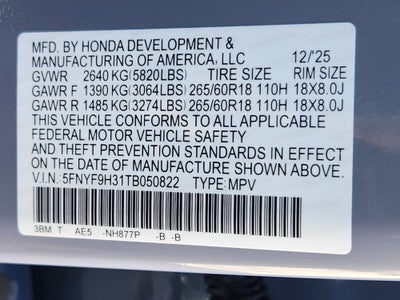 MFD. BY HONDA DEVELOPMENT &
MANUFACTURING OF AMERICA, LLC 12/'25
GVWR 2640 KG (5820LBS) TIRE SIZE RIM SIZE
GAWR F 1390 KG (3064LBS) 265/60R18 110H 18X8.0J
GAWR R 1485 KG (3274LBS) 265/60R18 110H 18X8.0J
THIS VEHICLE CONFORMS TO ALL APPLICABLE
FEDERAL MOTOR VEHICLE SAFETY
AND THEFT PREVENTION STANDARDS IN EFFECT
ON THE DATE OF MANUFACTURE SHOWN ABOVE.
V.I.N. 5FNYF9H31TB050822 TYPE: MPV
3BM T AE5 -NH877P -B -B